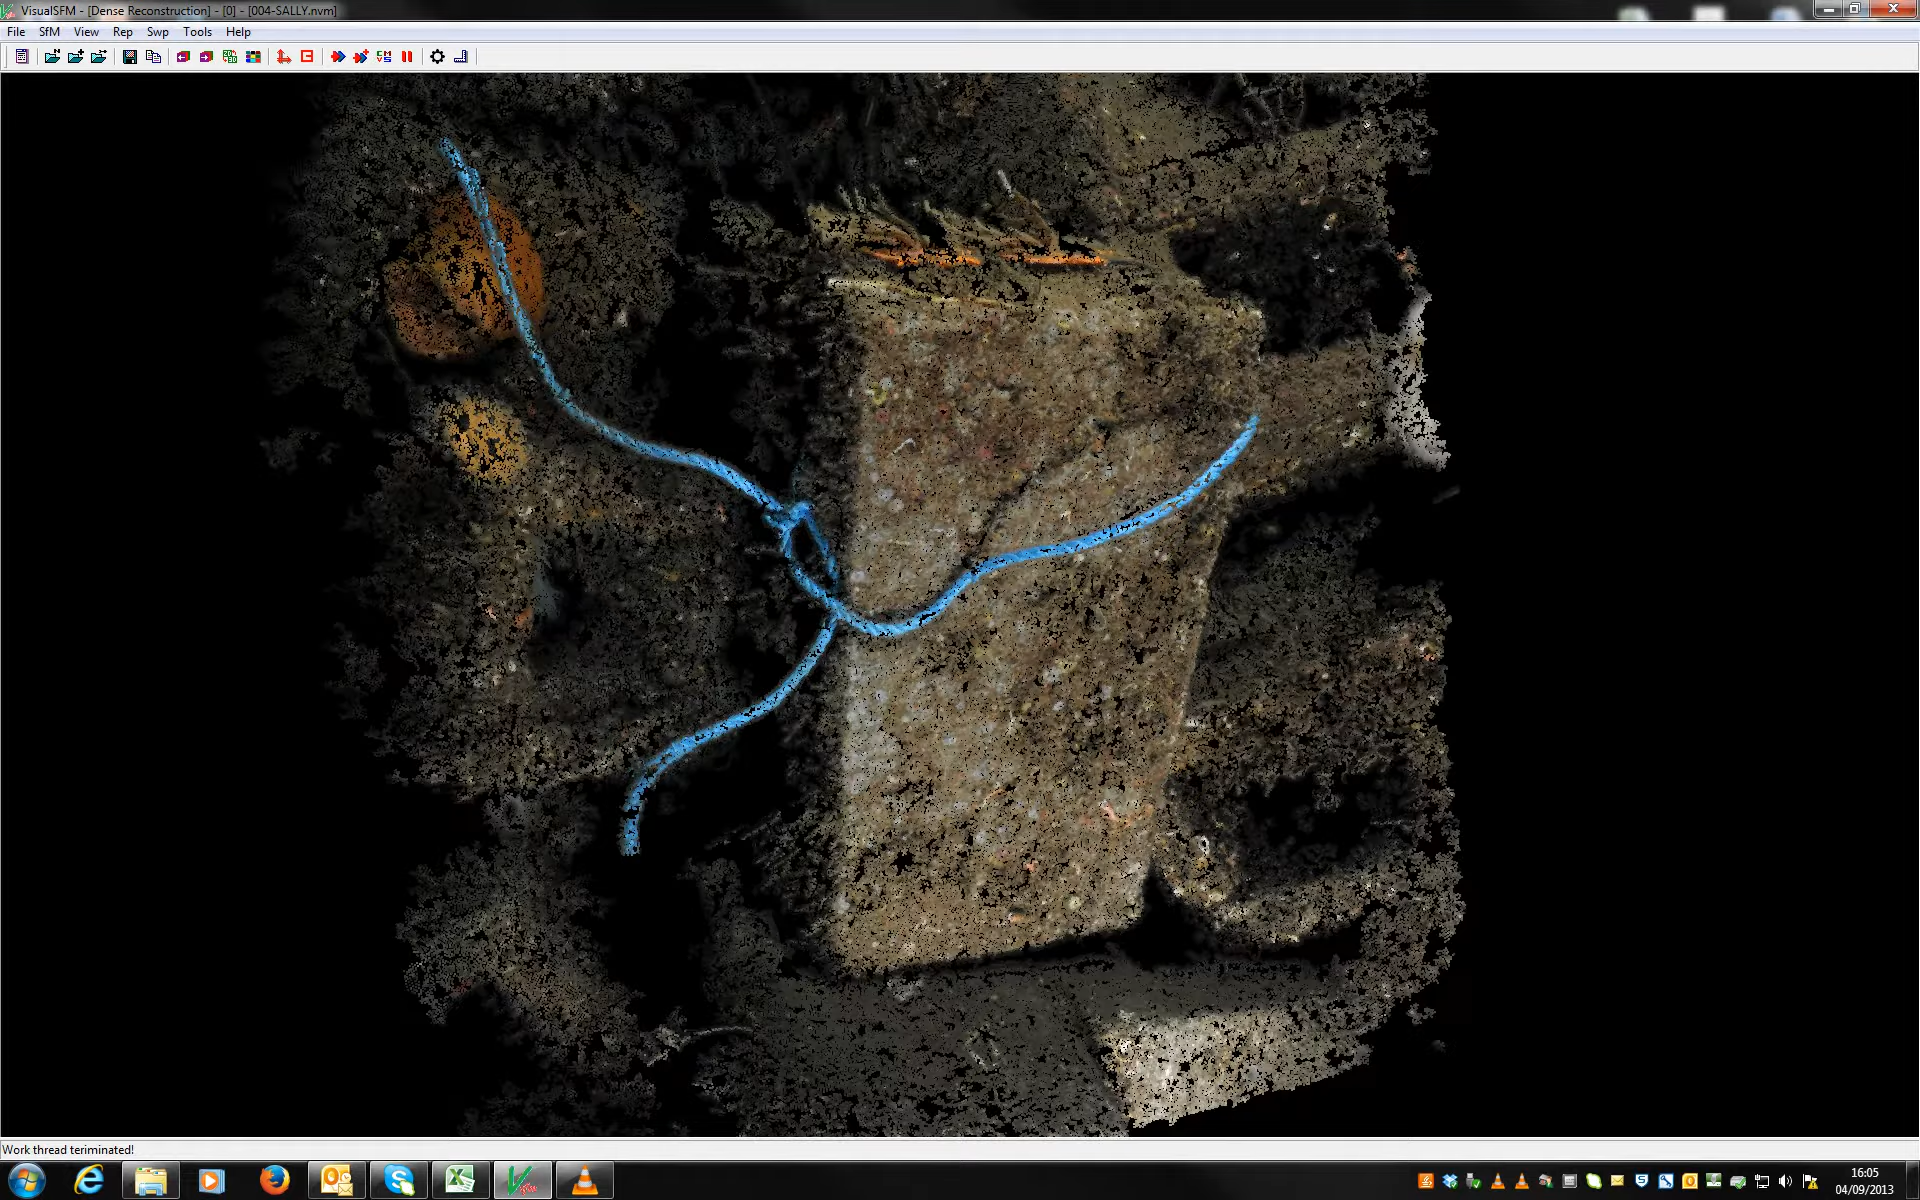 VisualSFM - [Dense Reconstruction] - [0] - [004-SALLY.nvm]
File SfM View Rep Swp Tools Help
Work thread teriminated!
16:05
04/09/2013